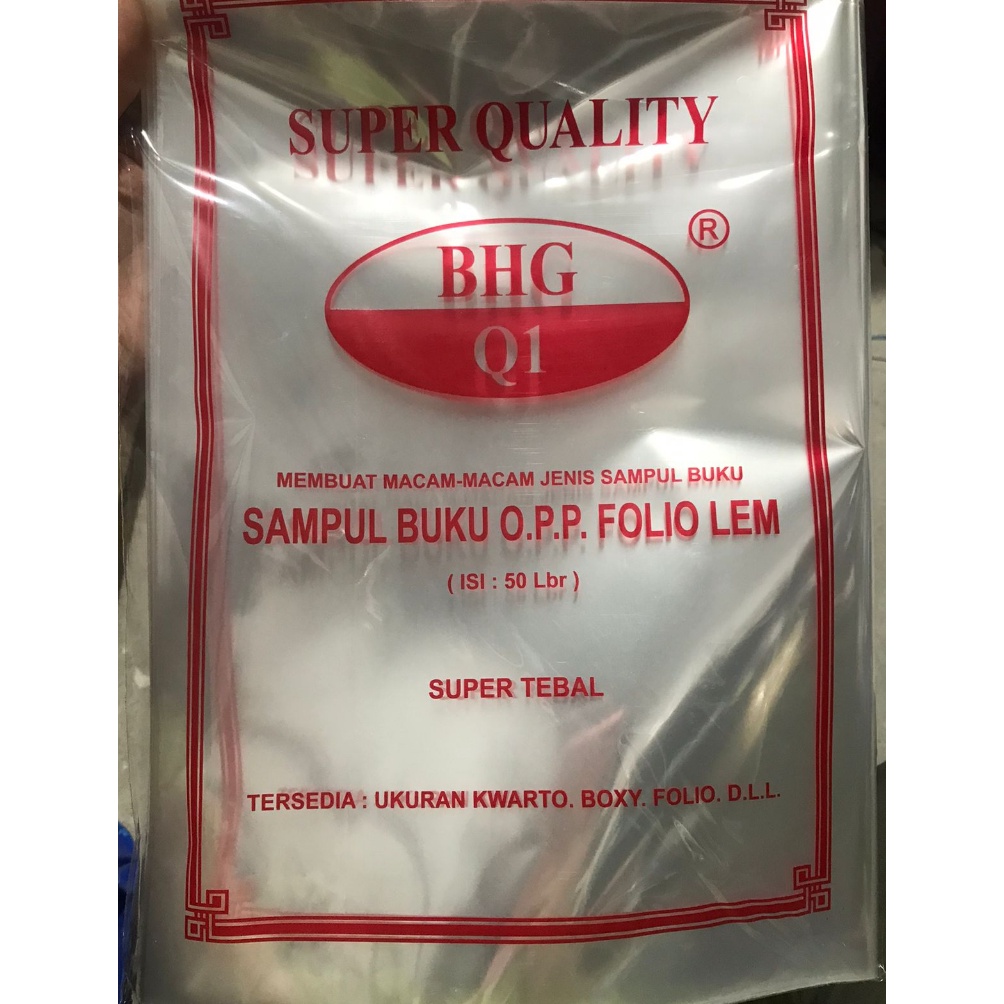 SUPER QUALITY
®
BHG
Q1
MEMBUAT MACAM-MACAM JENIS SAMPUL BUKU
SAMPUL BUKU O.P.P. FOLIO LEM
( ISI : 50 Lbr )
SUPER TEBAL
TERSEDIA : UKURAN KWARTO. BOXY. FOLIO. D.L.L.